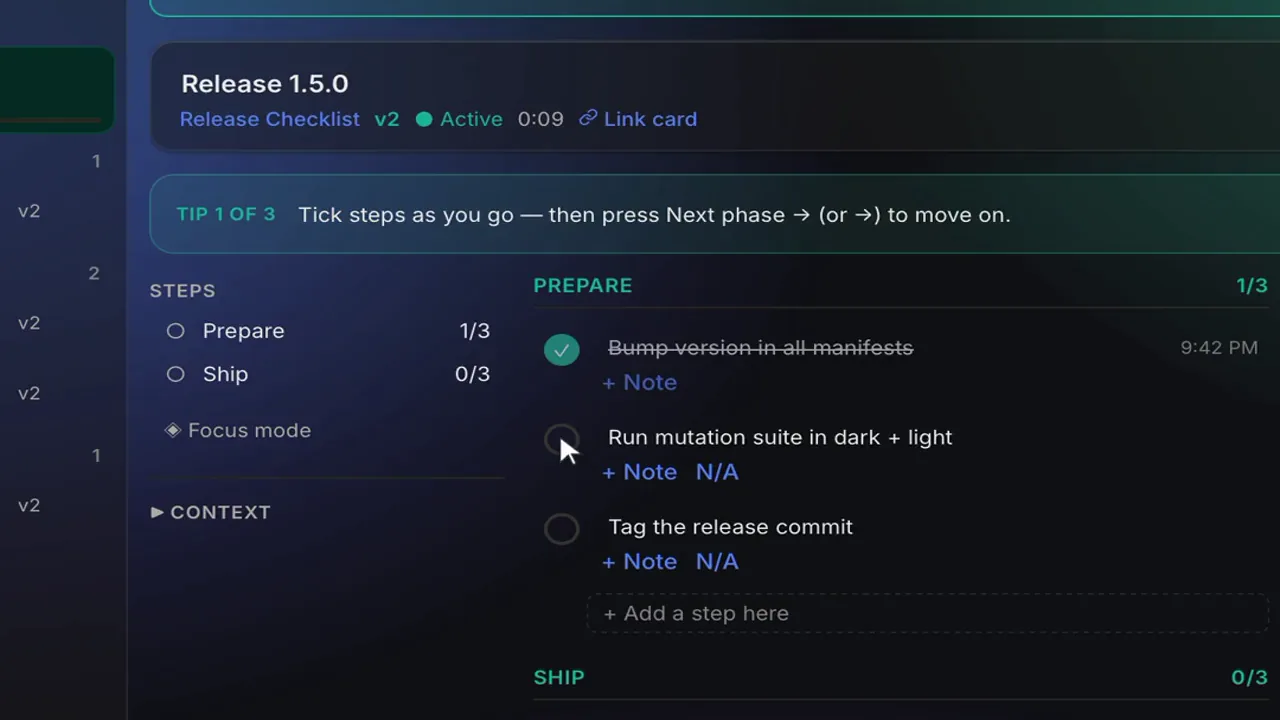 Release 1.5.0
Release Checklist v2 Active 0:09 Link card
1
v2
2
v2
v2
1
v2
TIP 1 OF 3 Tick steps as you go — then press Next phase → (or →) to move on.
STEPS
Prepare 1/3
Ship 0/3
Focus mode
CONTEXT
PREPARE 1/3
Bump version in all manifests 9:42 PM
+ Note
Run mutation suite in dark + light
+ Note N/A
Tag the release commit
+ Note N/A
+ Add a step here
SHIP 0/3